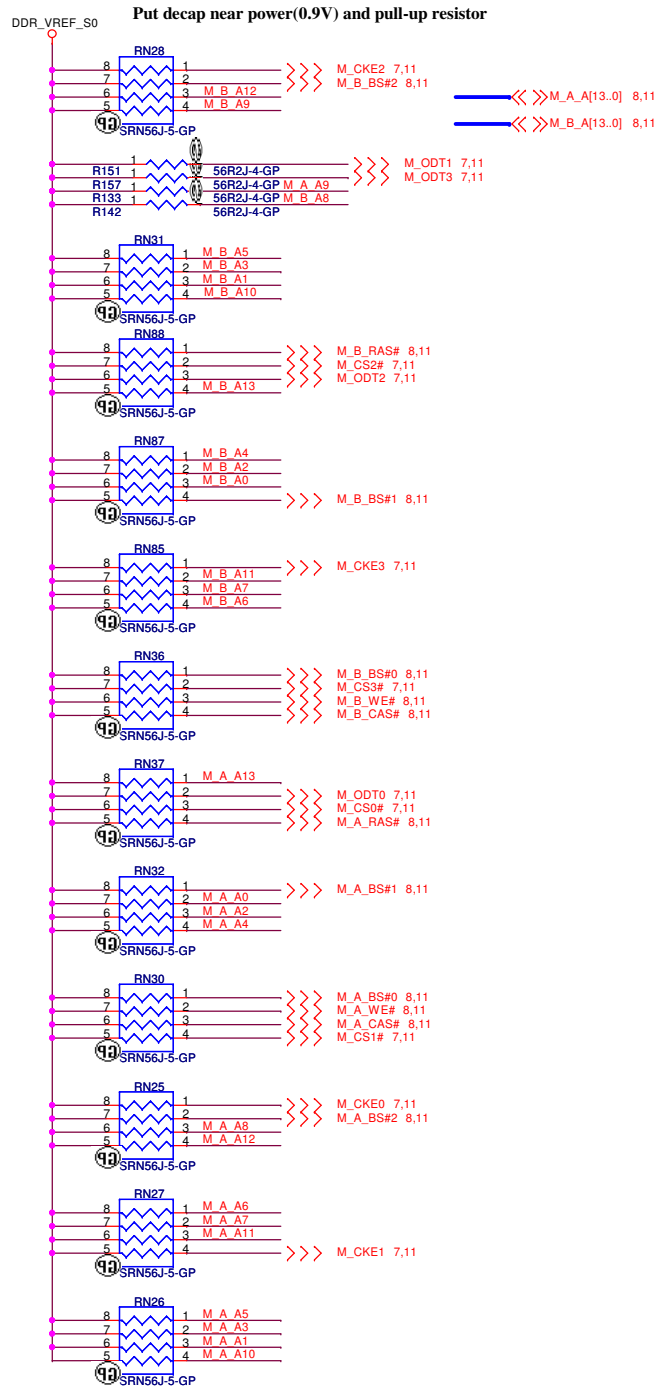 Put decap near power(0.9V) and pull-up resistor
DDR_VREF_S0
RN28
8 1 M_CKE2 7,11
7 2 M_B_BS#2 8,11
6 3 M_B_A12
5 4 M_B_A9
GP SRN56J-5-GP
M_A_A[13..0] 8,11
M_B_A[13..0] 8,11
1 M_ODT1 7,11
R151 1 56R2J-4-GP M_ODT3 7,11
R157 1 56R2J-4-GP M_A_A9
R133 1 56R2J-4-GP M_B_A8
R142 56R2J-4-GP
RN31
8 1 M_B_A5
7 2 M_B_A3
6 3 M_B_A1
5 4 M_B_A10
GP SRN56J-5-GP
RN88
8 1 M_B_RAS# 8,11
7 2 M_CS2# 7,11
6 3 M_ODT2 7,11
5 4 M_B_A13
GP SRN56J-5-GP
RN87
8 1 M_B_A4
7 2 M_B_A2
6 3 M_B_A0
5 4 M_B_BS#1 8,11
GP SRN56J-5-GP
RN85
8 1 M_CKE3 7,11
7 2 M_B_A11
6 3 M_B_A7
5 4 M_B_A6
GP SRN56J-5-GP
RN36
8 1 M_B_BS#0 8,11
7 2 M_CS3# 7,11
6 3 M_B_WE# 8,11
5 4 M_B_CAS# 8,11
GP SRN56J-5-GP
RN37
8 1 M_A_A13
7 2 M_ODT0 7,11
6 3 M_CS0# 7,11
5 4 M_A_RAS# 8,11
GP SRN56J-5-GP
RN32
8 1 M_A_BS#1 8,11
7 2 M_A_A0
6 3 M_A_A2
5 4 M_A_A4
GP SRN56J-5-GP
RN30
8 1 M_A_BS#0 8,11
7 2 M_A_WE# 8,11
6 3 M_A_CAS# 8,11
5 4 M_CS1# 7,11
GP SRN56J-5-GP
RN25
8 1 M_CKE0 7,11
7 2 M_A_BS#2 8,11
6 3 M_A_A8
5 4 M_A_A12
GP SRN56J-5-GP
RN27
8 1 M_A_A6
7 2 M_A_A7
6 3 M_A_A11
5 4 M_CKE1 7,11
GP SRN56J-5-GP
RN26
8 1 M_A_A5
7 2 M_A_A3
6 3 M_A_A1
5 4 M_A_A10
GP SRN56J-5-GP